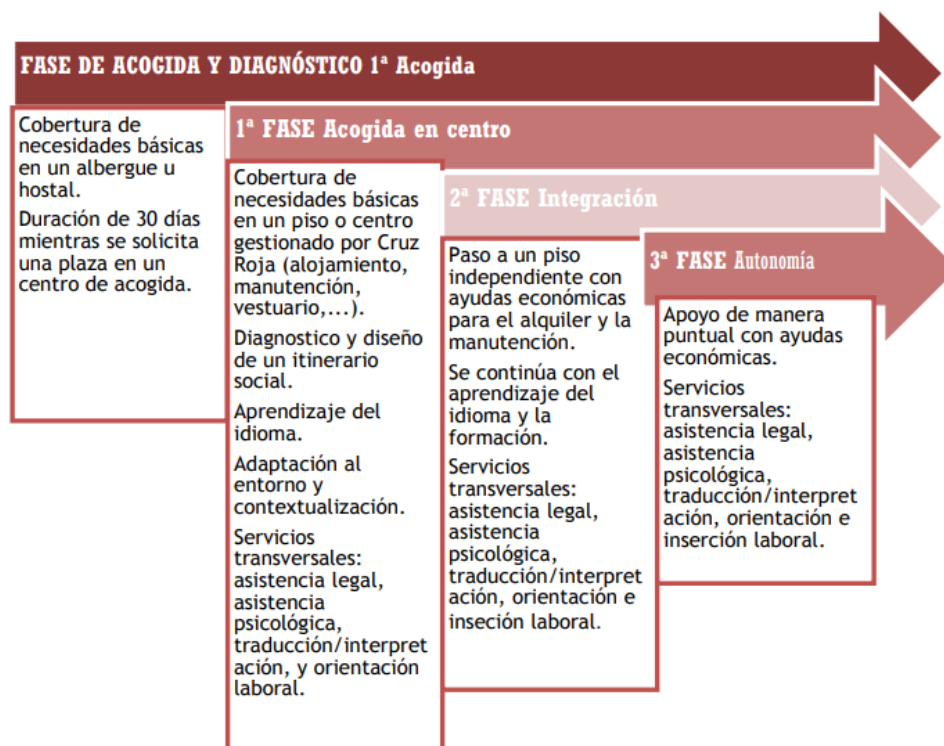 FASE DE ACOGIDA Y DIAGNÓSTICO 1ª Acogida
Cobertura de
necesidades básicas
en un albergue u
hostal.
Duración de 30 días
mientras se solicita
una plaza en un
centro de acogida.
1ª FASE Acogida en centro
Cobertura de
necesidades básicas
en un piso o centro
gestionado por Cruz
Roja (alojamiento,
manutención,
vestuario,...).
Diagnostico y diseño
de un itinerario
social.
Aprendizaje del
idioma.
Adaptación al
entorno y
contextualización.
Servicios
transversales:
asistencia legal,
asistencia
psicológica,
traducción/interpret
ación, y orientación
laboral.
2ª FASE Integración
Paso a un piso
independiente con
ayudas económicas
para el alquiler y la
manutención.
Se continúa con el
aprendizaje del
idioma y la
formación.
Servicios
transversales:
asistencia legal,
asistencia
psicológica,
traducción/interpret
ación, orientación e
inseción laboral.
3ª FASE Autonomía
Apoyo de manera
puntual con ayudas
económicas.
Servicios
transversales:
asistencia legal,
asistencia
psicológica,
traducción/interpret
ación, orientación e
inserción laboral.